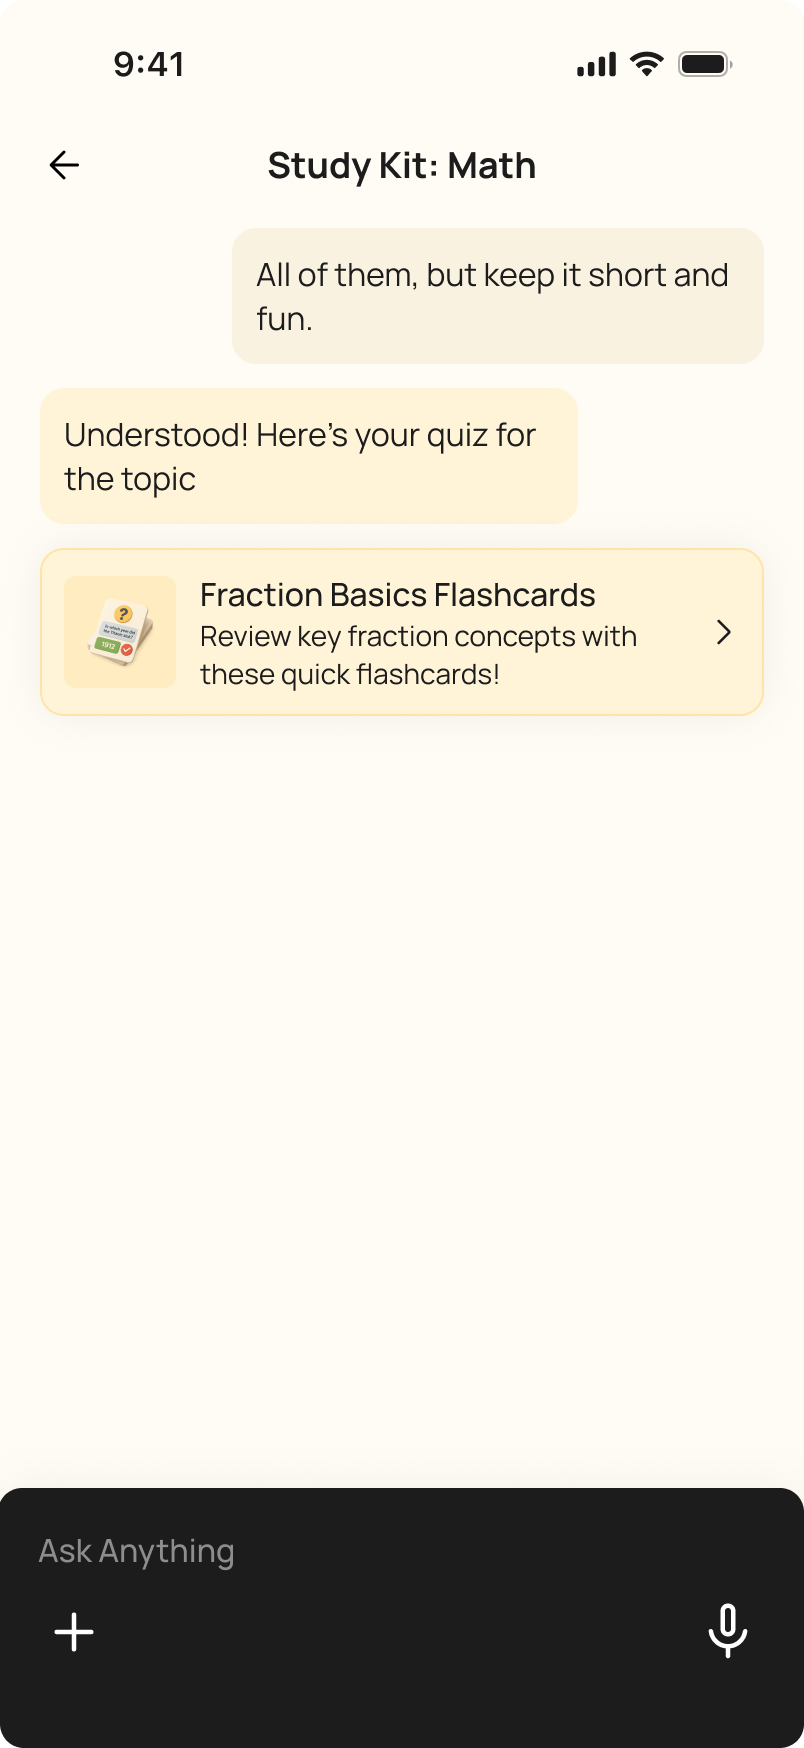 9:41
Study Kit: Math
All of them, but keep it short and
fun.
Understood! Here’s your quiz for
the topic
Fraction Basics Flashcards
Review key fraction concepts with
these quick flashcards!
?
1912
Ask Anything